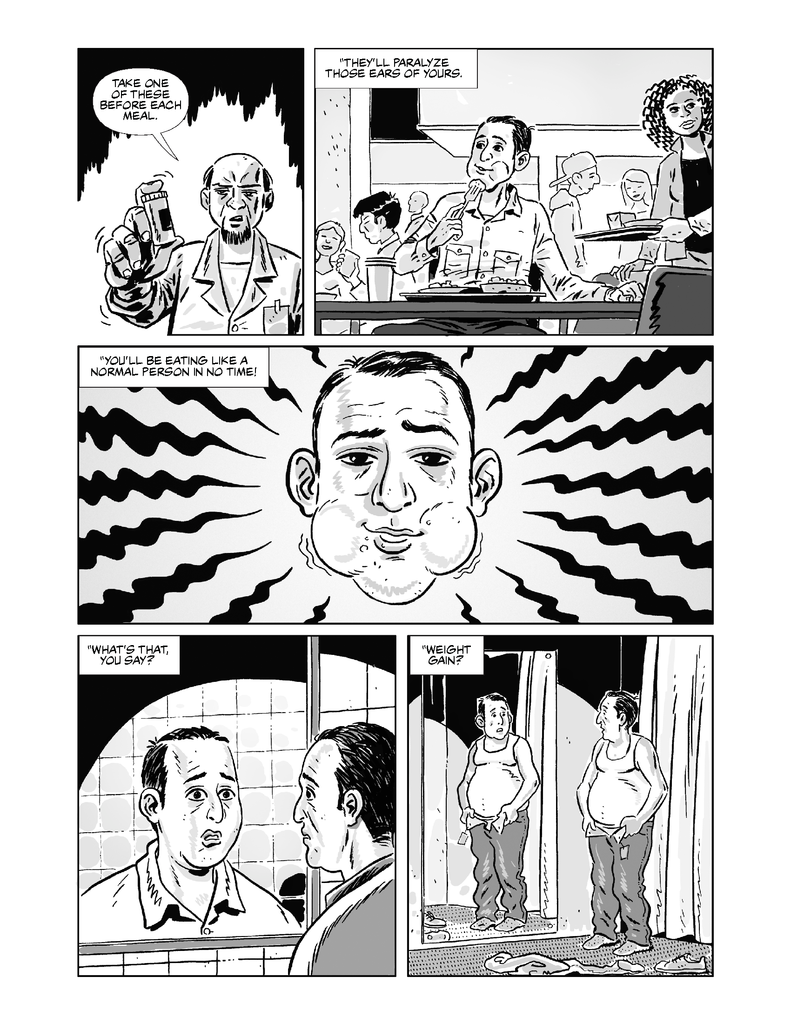 TAKE ONE
OF THESE
BEFORE EACH
MEAL.
"THEY'LL PARALYZE
THOSE EARS OF YOURS.
"YOU'LL BE EATING LIKE A
NORMAL PERSON IN NO TIME!
"WHAT'S THAT,
YOU SAY?
"WEIGHT
GAIN?